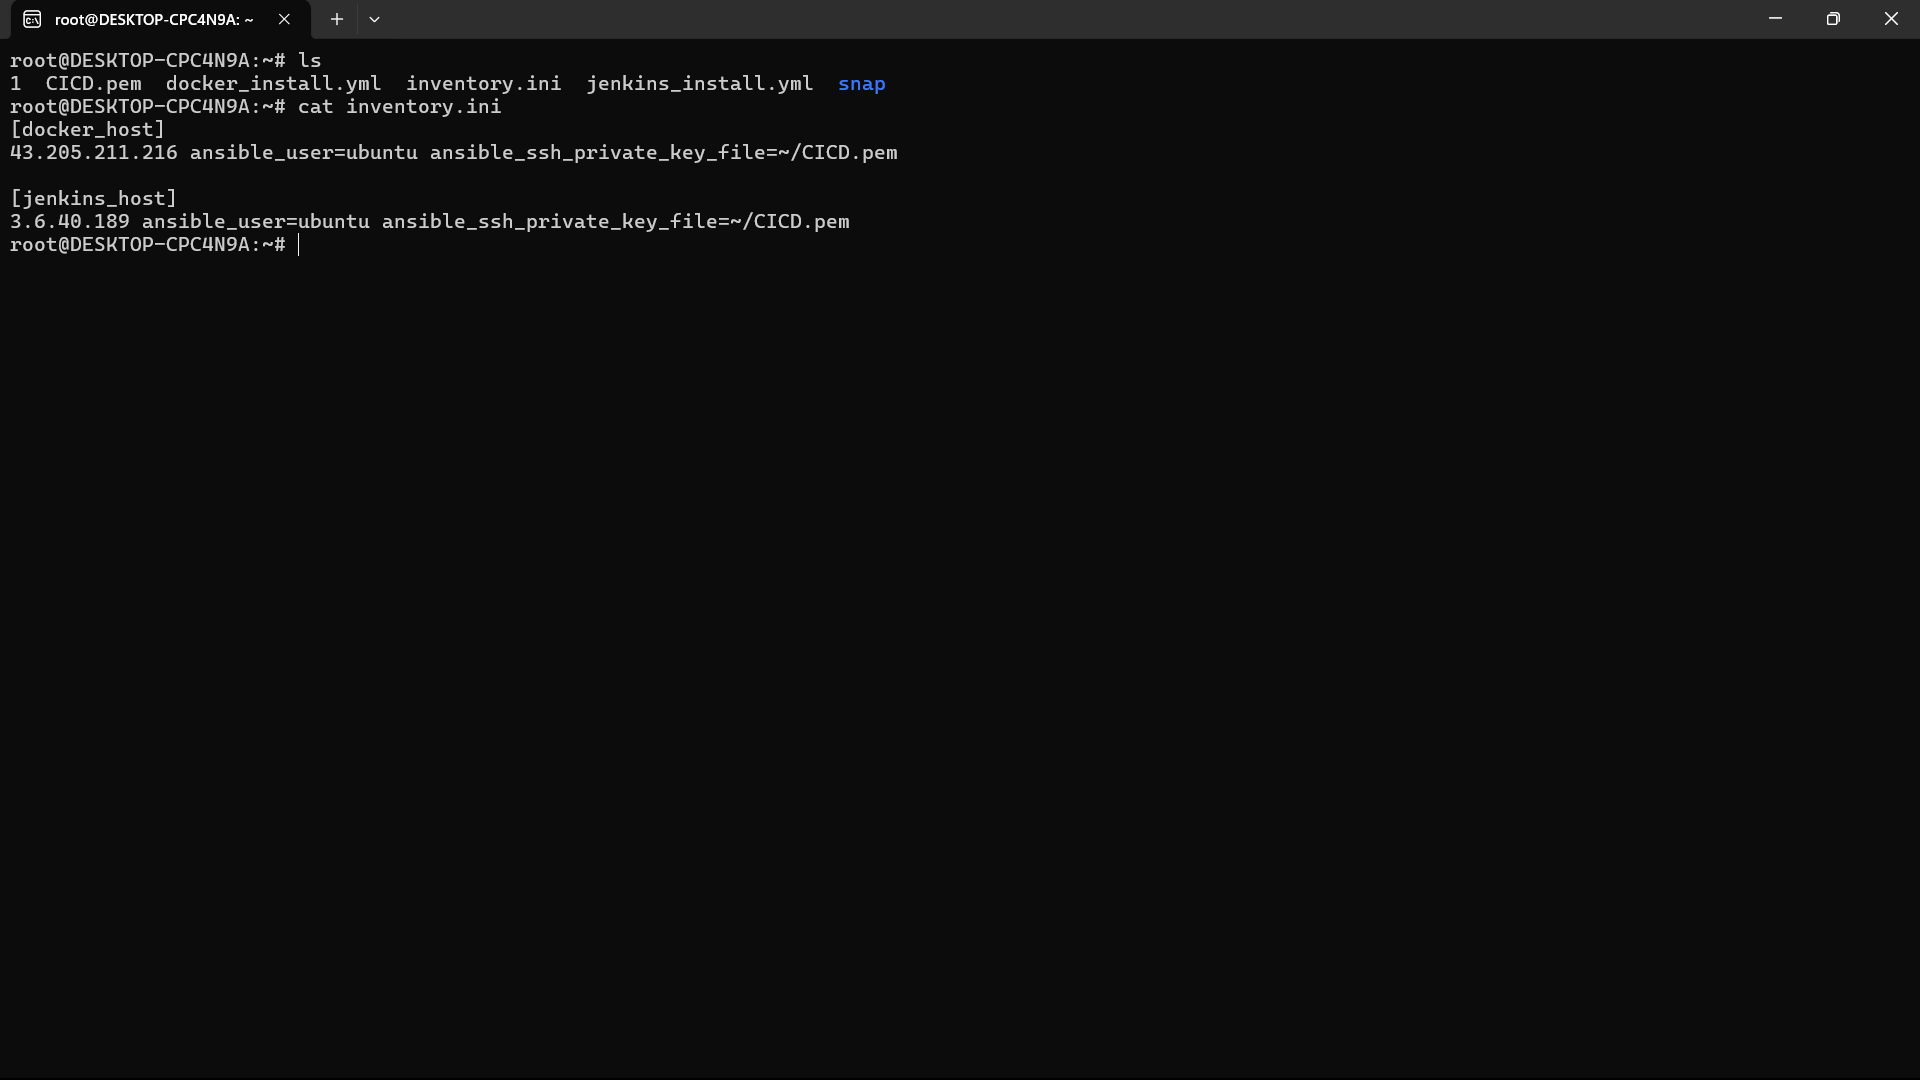 root@DESKTOP-CPC4N9A: ~
root@DESKTOP-CPC4N9A:~# ls
1  CICD.pem  docker_install.yml  inventory.ini  jenkins_install.yml  snap
root@DESKTOP-CPC4N9A:~# cat inventory.ini
[docker_host]
43.205.211.216 ansible_user=ubuntu ansible_ssh_private_key_file=~/CICD.pem
[jenkins_host]
3.6.40.189 ansible_user=ubuntu ansible_ssh_private_key_file=~/CICD.pem
root@DESKTOP-CPC4N9A:~#